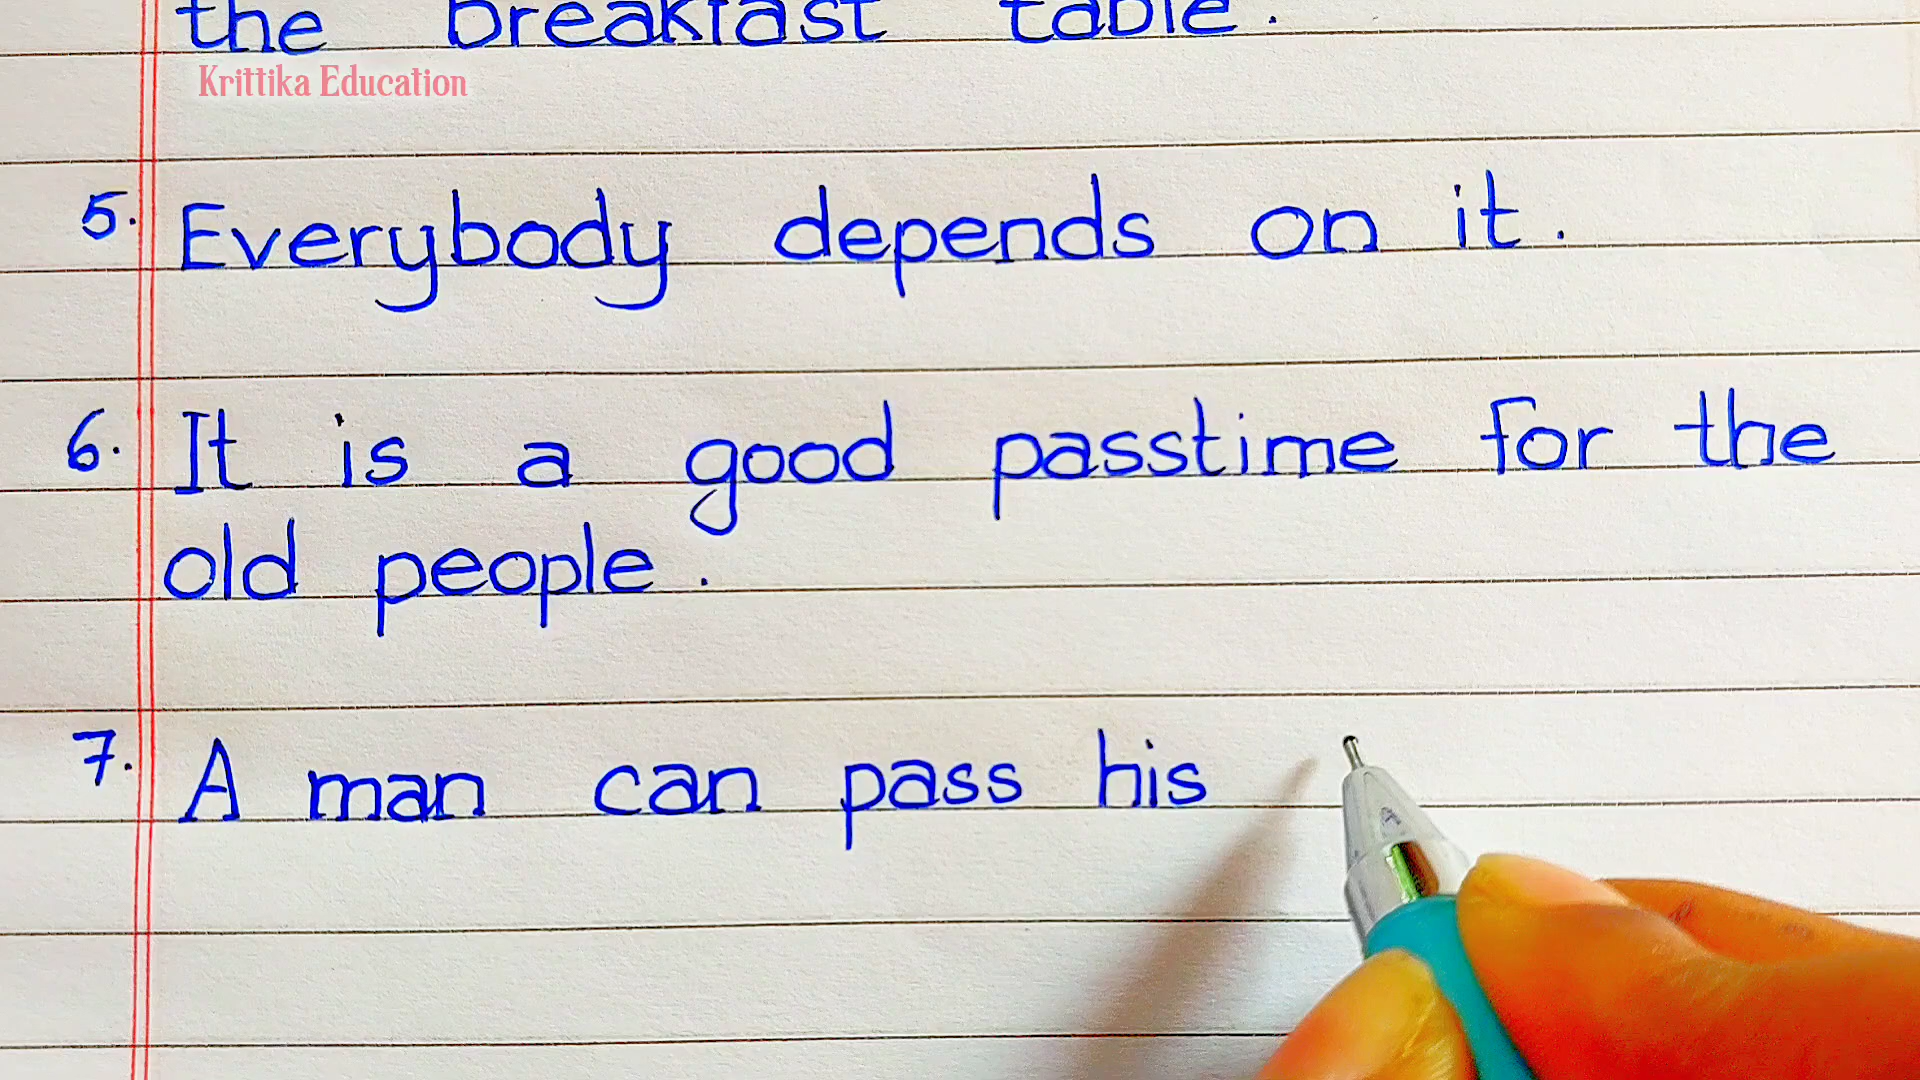 the breakfast table.
Krittika Education
5. Everybody depends on it.
6. It is a good passtime for the
old people.
7. A man can pass his